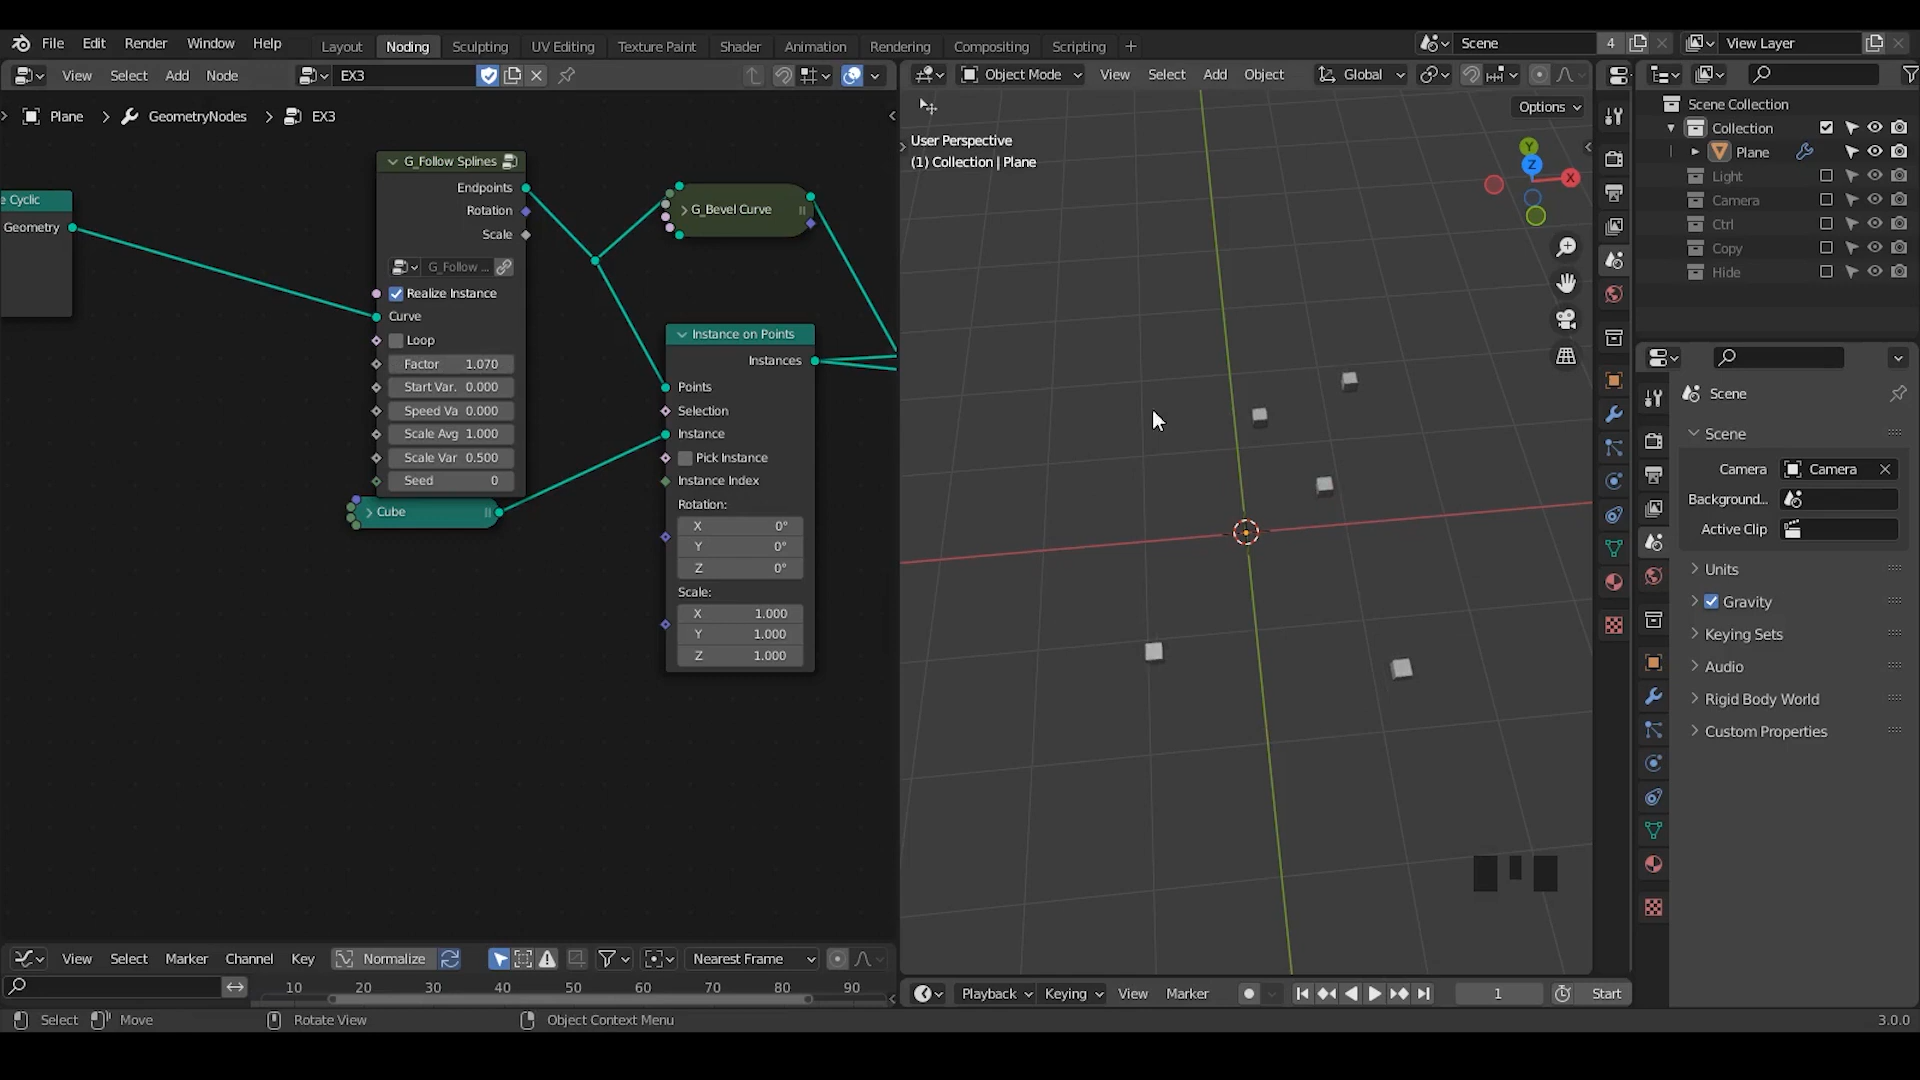 File Edit Render Window Help Layout Noding Sculpting UV Editing Texture Paint Shader Animation Rendering Compositing Scripting + Scene 4 View Layer
View Select Add Node EX3 Object Mode View Select Add Object Global
Plane > GeometryNodes > EX3
Options
User Perspective
(1) Collection | Plane
Y
Z
X
e Cyclic
Geometry
G_Follow Splines
Endpoints
Rotation
Scale
G_Follow ...
Realize Instance
Curve
Loop
Factor 1.070
Start Var. 0.000
Speed Va 0.000
Scale Avg 1.000
Scale Var 0.500
Seed 0
Cube
G_Bevel Curve
Instance on Points
Instances
Points
Selection
Instance
Pick Instance
Instance Index
Rotation:
X 0°
Y 0°
Z 0°
Scale:
X 1.000
Y 1.000
Z 1.000
Scene Collection
Collection
Plane
Light
Camera
Ctrl
Copy
Hide
Scene
Scene
Camera Camera
Background...
Active Clip
Units
Gravity
Keying Sets
Audio
Rigid Body World
Custom Properties
View Select Marker Channel Key Normalize Nearest Frame
10 20 30 40 50 60 70 80 90
Playback Keying View Marker 1 Start
Select Move Rotate View Object Context Menu 3.0.0